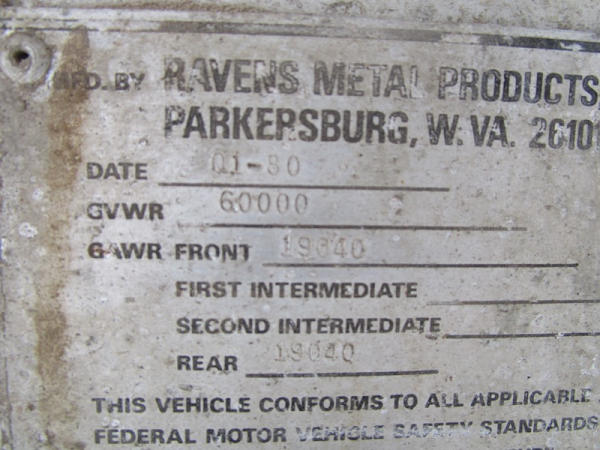 MFD. BY RAVENS METAL PRODUCTS,
PARKERSBURG, W. VA. 26101
DATE 01-80
GVWR 60000
GAWR FRONT 19040
FIRST INTERMEDIATE
SECOND INTERMEDIATE
REAR 19040
THIS VEHICLE CONFORMS TO ALL APPLICABLE
FEDERAL MOTOR VEHICLE SAFETY STANDARDS